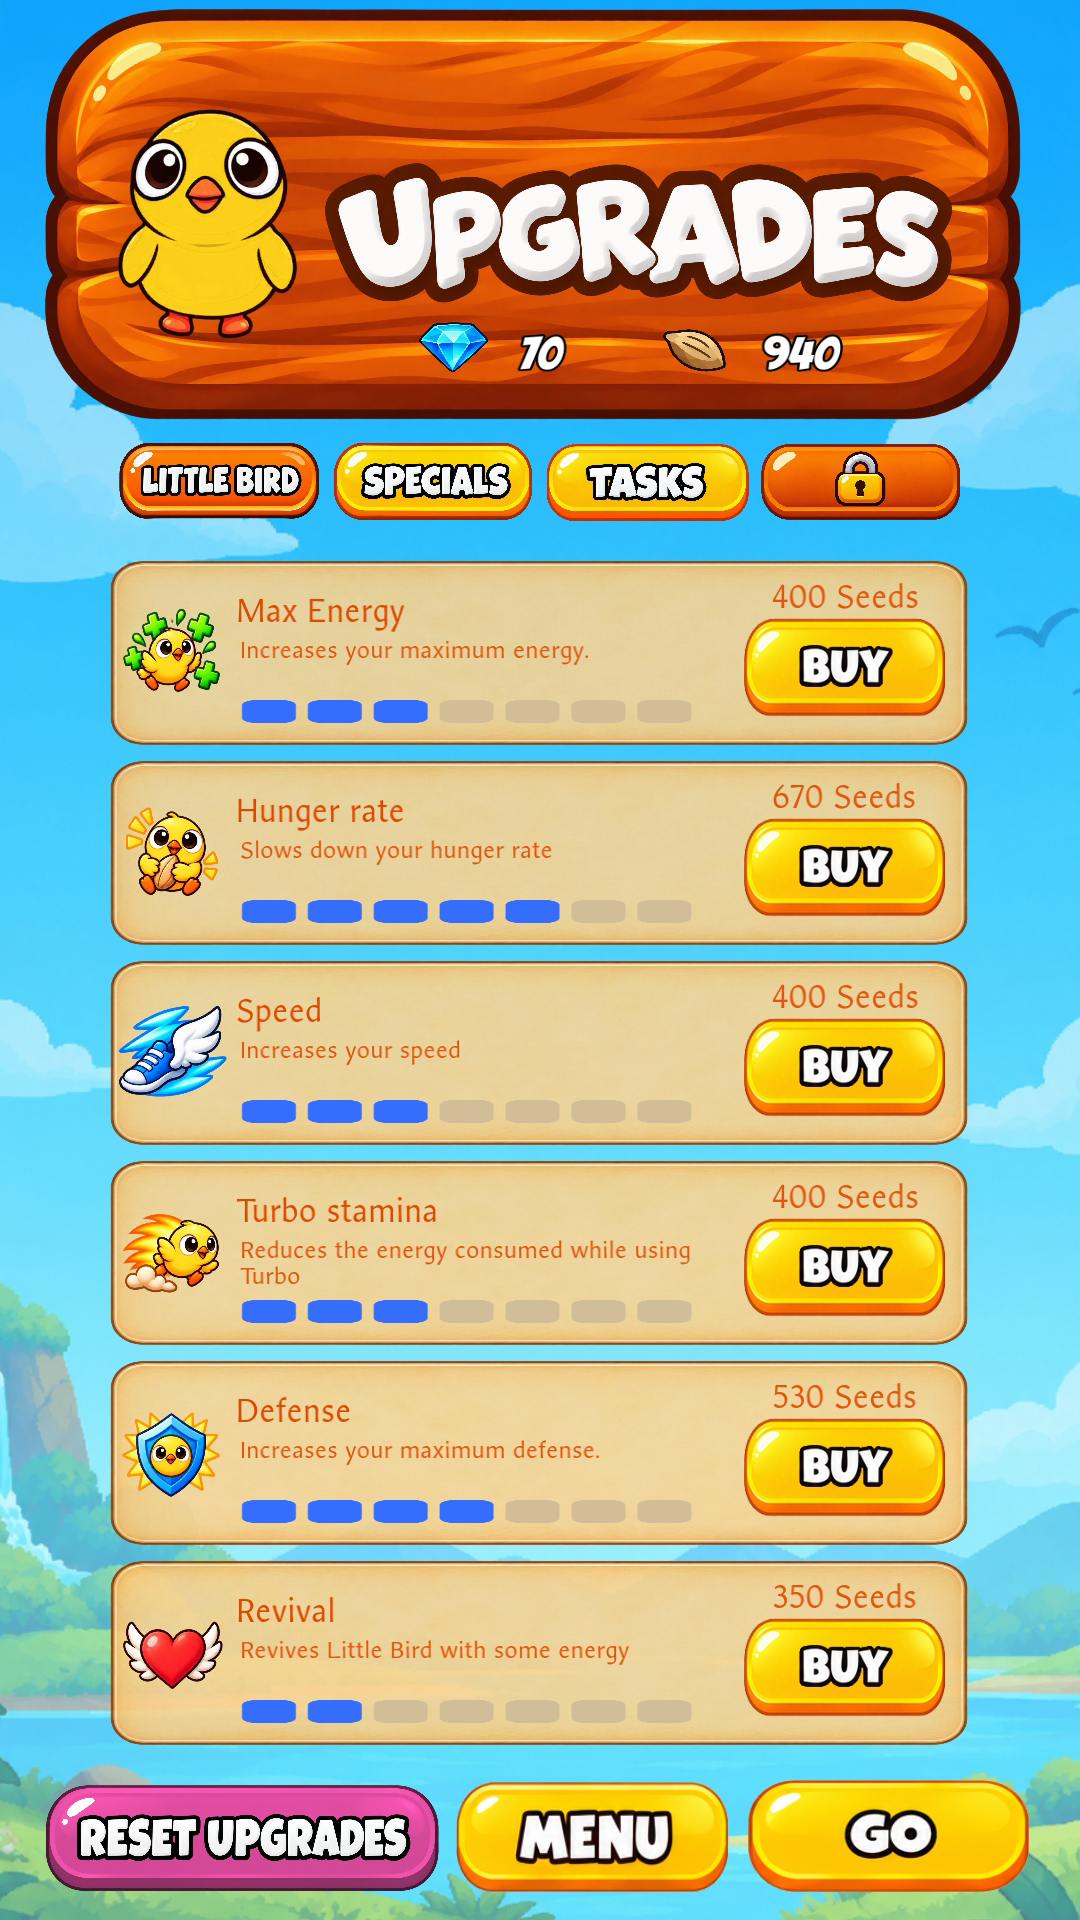 UPGRADES
70 940
LITTLE BIRD SPECIALS TASKS
Max Energy
Increases your maximum energy.
400 Seeds
BUY
Hunger rate
Slows down your hunger rate
670 Seeds
BUY
Speed
Increases your speed
400 Seeds
BUY
Turbo stamina
Reduces the energy consumed while using
Turbo
400 Seeds
BUY
Defense
Increases your maximum defense.
530 Seeds
BUY
Revival
Revives Little Bird with some energy
350 Seeds
BUY
RESET UPGRADES MENU GO